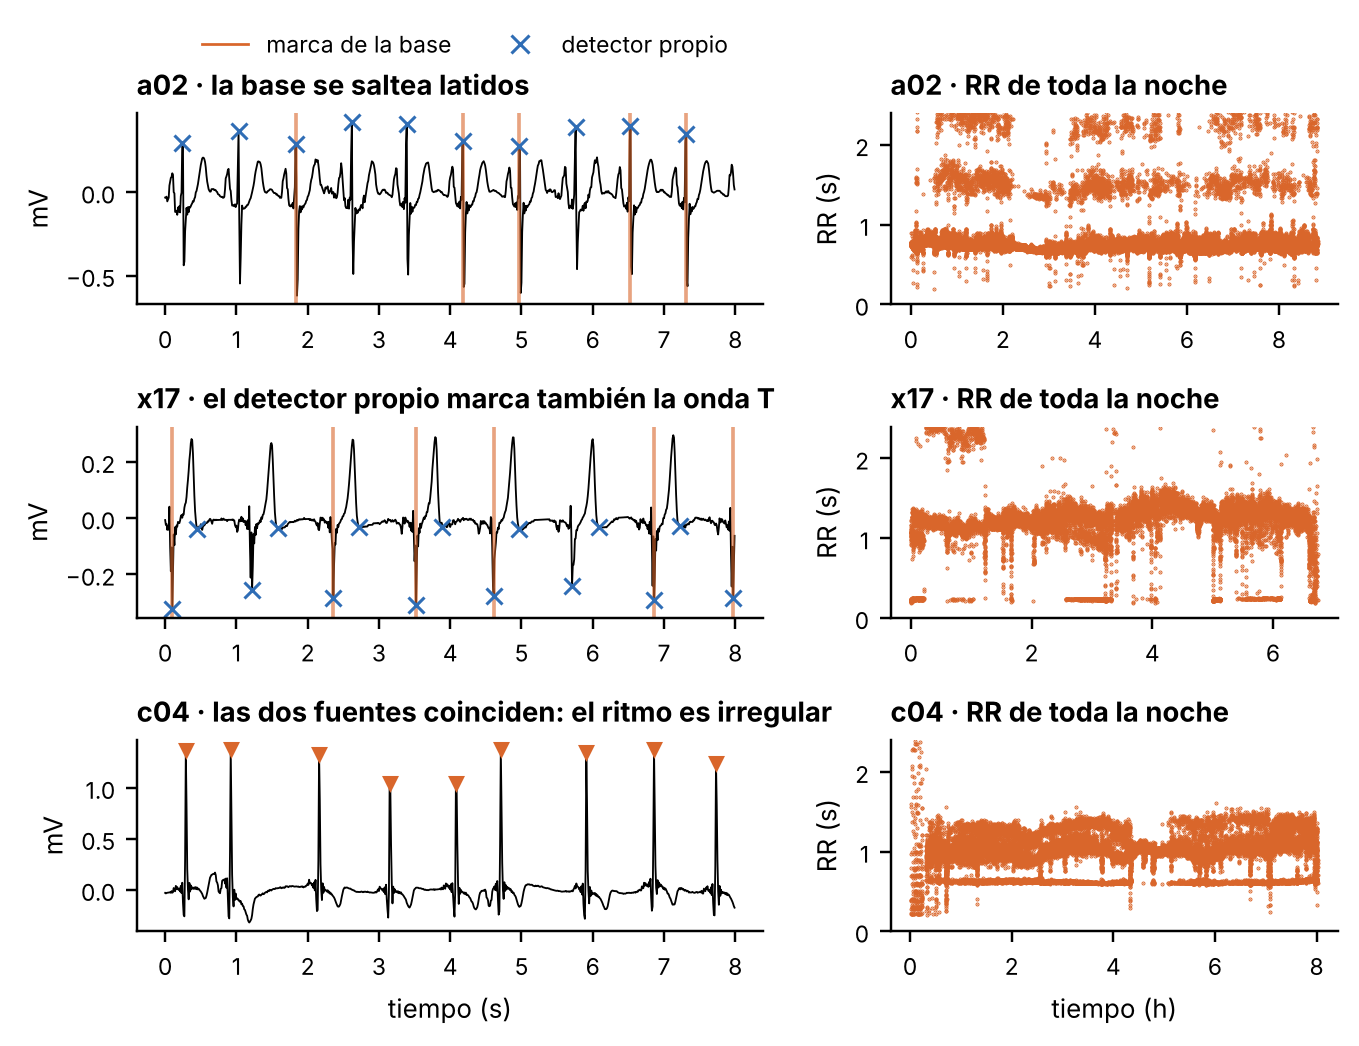 marca de la base
detector propio
a02 · la base se saltea latidos
a02 · RR de toda la noche
mV
0.0
−0.5
0 1 2 3 4 5 6 7 8
RR (s)
2
1
0
0 2 4 6 8
x17 · el detector propio marca también la onda T
x17 · RR de toda la noche
mV
0.2
0.0
−0.2
0 1 2 3 4 5 6 7 8
RR (s)
2
1
0
0 2 4 6
c04 · las dos fuentes coinciden: el ritmo es irregular
c04 · RR de toda la noche
mV
1.0
0.5
0.0
0 1 2 3 4 5 6 7 8
tiempo (s)
RR (s)
2
1
0
0 2 4 6 8
tiempo (h)